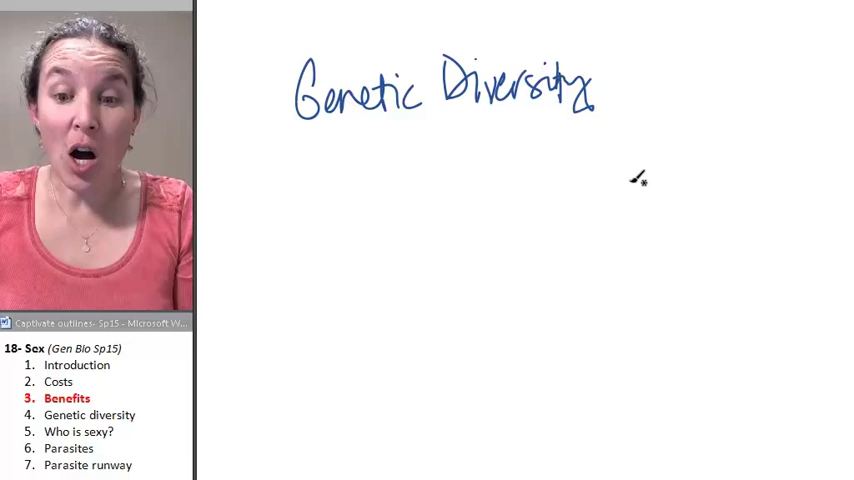 Genetic Diversity
Captivate outlines- Sp15 - Microsoft W...
18- Sex (Gen Bio Sp15)
1. Introduction
2. Costs
3. Benefits
4. Genetic diversity
5. Who is sexy?
6. Parasites
7. Parasite runway